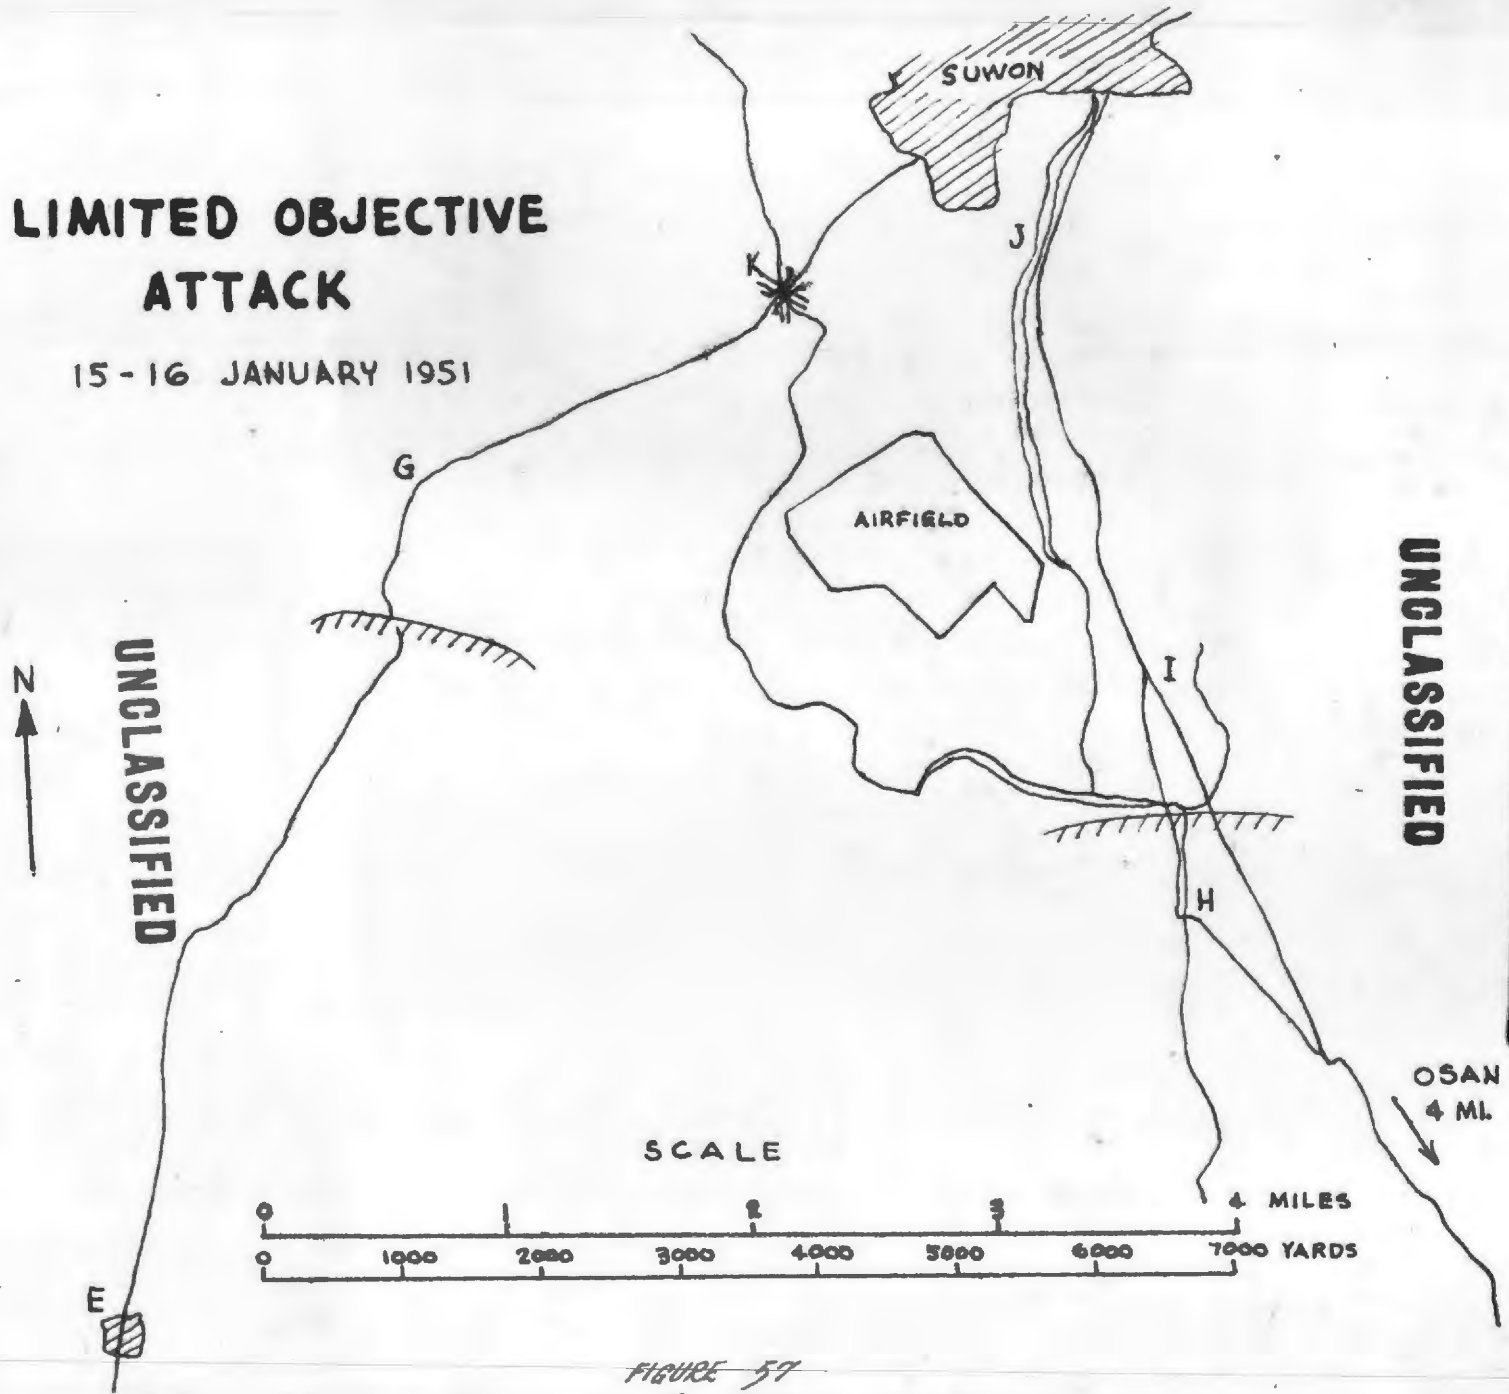 SUWON
LIMITED OBJECTIVE
ATTACK
15-16 JANUARY 1951
J
K
G
AIRFIELD
UNCLASSIFIED
UNCLASSIFIED
N
I
H
OSAN
4 MI.
SCALE
0 1 2 3 4 MILES
0 1000 2000 3000 4000 5000 6000 7000 YARDS
E
FIGURE 57